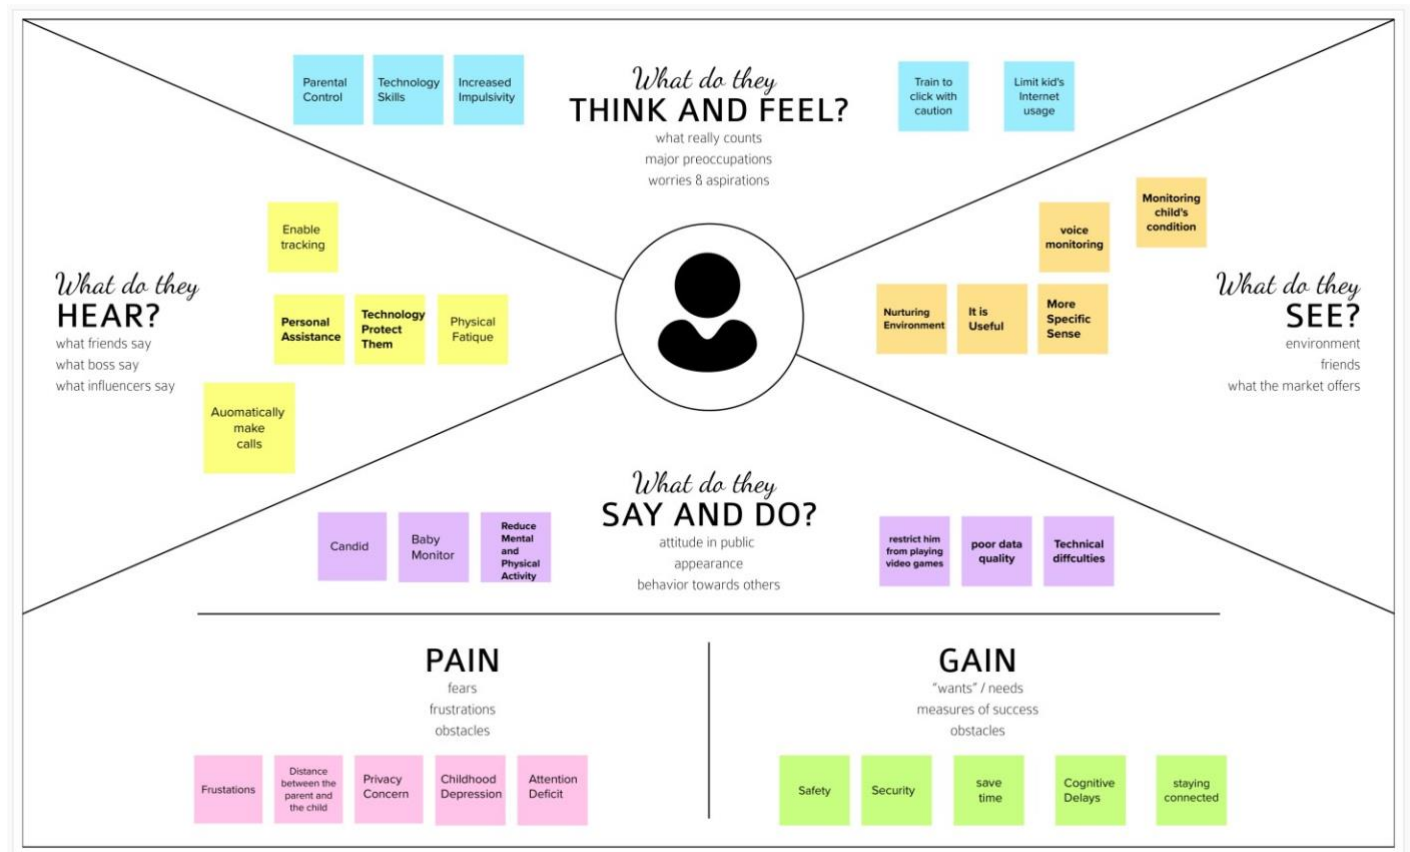 What do they
THINK AND FEEL?
what really counts
major preoccupations
worries & aspirations
Parental
Control
Technology
Skills
Increased
Impulsivity
Train to
click with
caution
Limit kid's
Internet
usage
What do they
HEAR?
what friends say
what boss say
what influencers say
Enable
tracking
Personal
Assistance
Technology
Protect
Them
Physical
Fatique
Auomatically
make
calls
What do they
SEE?
environment
friends
what the market offers
Monitoring
child's
condition
voice
monitoring
Nurturing
Environment
It is
Useful
More
Specific
Sense
What do they
SAY AND DO?
attitude in public
appearance
behavior towards others
Candid
Baby
Monitor
Reduce
Mental
and
Physical
Activity
restrict him
from playing
video games
poor data
quality
Technical
diffculties
PAIN
fears
frustrations
obstacles
Frustations
Distance
between the
parent and
the child
Privacy
Concern
Childhood
Depression
Attention
Deficit
GAIN
"wants" / needs
measures of success
obstacles
Safety
Security
save
time
Cognitive
Delays
staying
connected